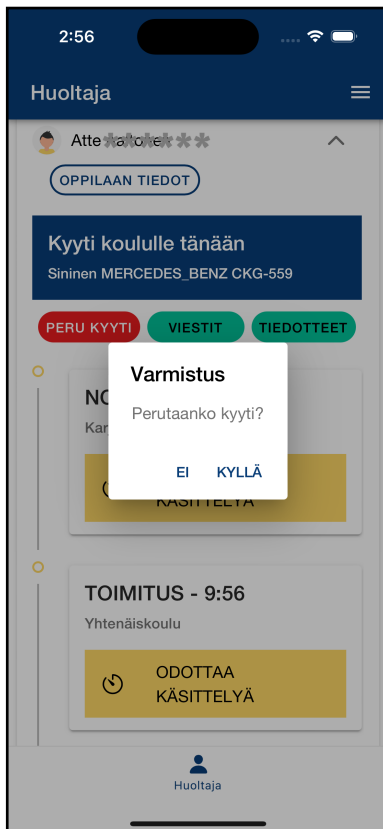 2:56
Huoltaja
Atte
OPPILAAN TIEDOT
Kyyti koululle tänään
Sininen MERCEDES_BENZ CKG-559
PERU KYYTI VIESTIT TIEDOTTEET
Varmistus
Perutaanko kyyti?
EI KYLLÄ
KÄSITTELYÄ
TOIMITUS - 9:56
Yhtenäiskoulu
ODOTTAA
KÄSITTELYÄ
Huoltaja